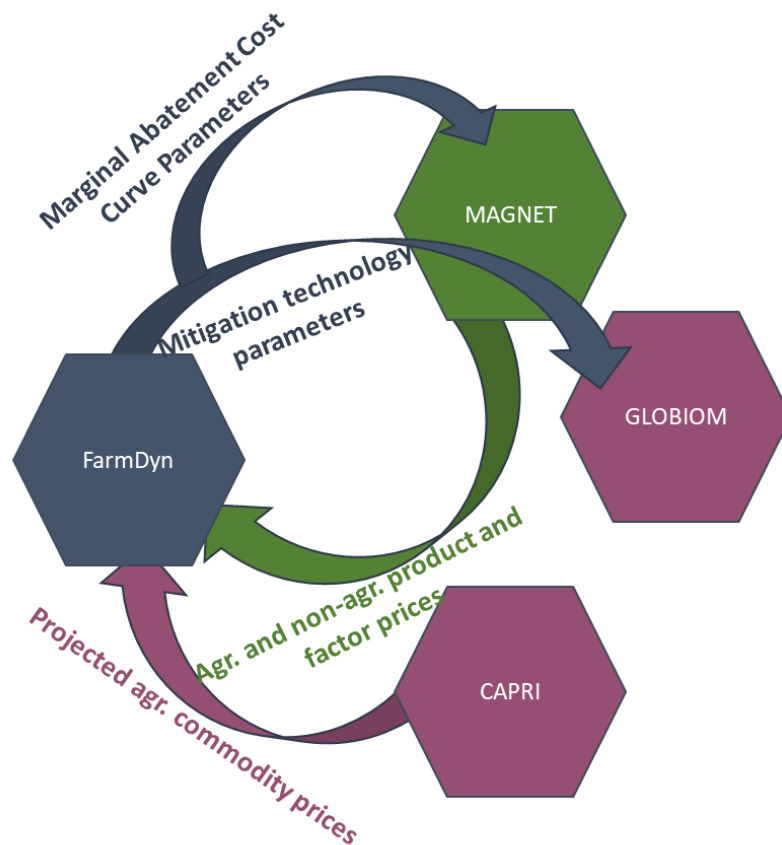 Marginal Abatement Cost
Curve Parameters
MAGNET
Mitigation technology
parameters
GLOBIOM
FarmDyn
Agr. and non-agr. product and
factor prices
Projected agr. commodity prices
CAPRI